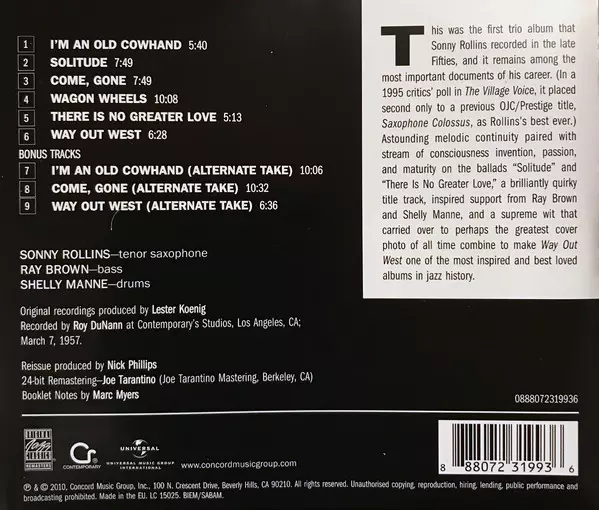 1 I'M AN OLD COWHAND 5:40
2 SOLITUDE 7:49
3 COME, GONE 7:49
4 WAGON WHEELS 10:08
5 THERE IS NO GREATER LOVE 5:13
6 WAY OUT WEST 6:28
BONUS TRACKS
7 I'M AN OLD COWHAND (ALTERNATE TAKE) 10:06
8 COME, GONE (ALTERNATE TAKE) 10:32
9 WAY OUT WEST (ALTERNATE TAKE) 6:36
SONNY ROLLINS—tenor saxophone
RAY BROWN—bass
SHELLY MANNE—drums
Original recordings produced by Lester Koenig
Recorded by Roy DuNann at Contemporary's Studios, Los Angeles, CA;
March 7, 1957.
Reissue produced by Nick Phillips
24-bit Remastering—Joe Tarantino (Joe Tarantino Mastering, Berkeley, CA)
Booklet Notes by Marc Myers
This was the first trio album that
Sonny Rollins recorded in the late
Fifties, and it remains among the
most important documents of his career. (In a
1995 critics' poll in The Village Voice, it
placed second only to a previous OJC/Prestige title,
Saxophone Colossus, as Rollins's best ever.)
Astounding melodic continuity paired with
stream of consciousness invention, passion,
and maturity on the ballads "Solitude" and
"There Is No Greater Love," a brilliantly quirky
title track, inspired support from Ray Brown
and Shelly Manne, and a supreme wit that
carried over to perhaps the greatest cover
photo of all time combine to make Way Out
West one of the most inspired and best loved
albums in jazz history.
0888072319936
ORIGINAL
Jazz
CLASSICS
REMASTERS
Cr
CONTEMPORARY
UNIVERSAL
UNIVERSAL MUSIC GROUP
INTERNATIONAL
www.concordmusicgroup.com
8 88072 31993 6
℗ & © 2010, Concord Music Group, Inc., 100 N. Crescent Drive, Beverly Hills, CA 90210. All rights reserved. Unauthorised copying, reproduction, hiring, lending, public performance and
broadcasting prohibited. Made in the EU. LC 15025. BIEM/SABAM.